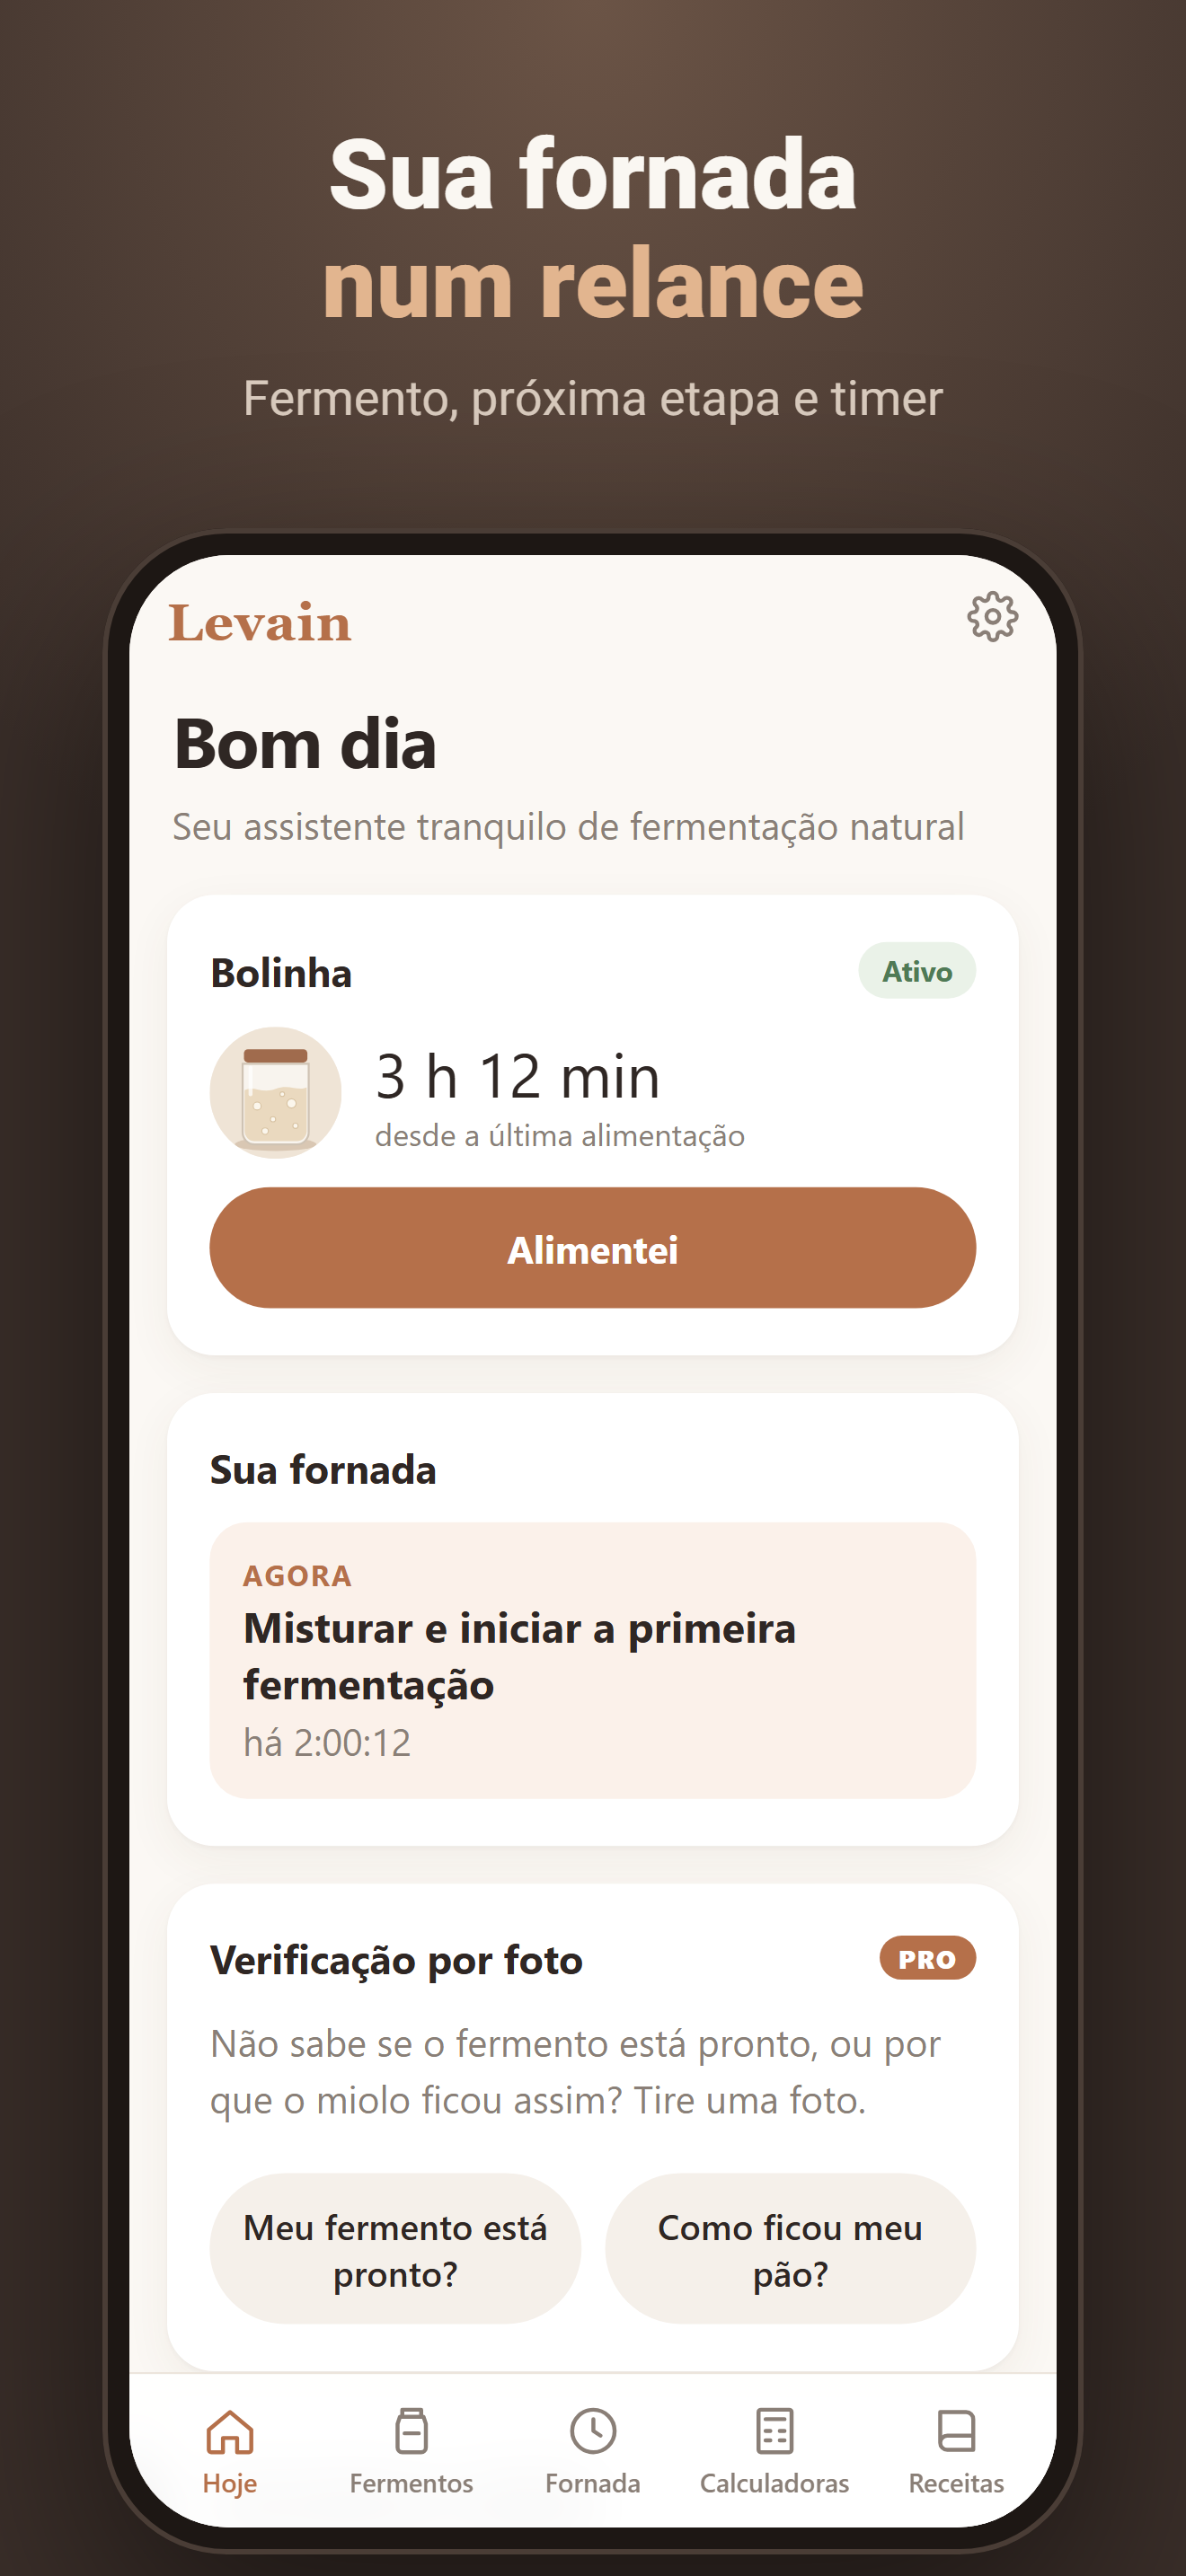 Sua fornada
num relance
Fermento, próxima etapa e timer
Levain
Bom dia
Seu assistente tranquilo de fermentação natural
Bolinha
Ativo
3 h 12 min
desde a última alimentação
Alimentei
Sua fornada
AGORA
Misturar e iniciar a primeira
fermentação
há 2:00:12
Verificação por foto
PRO
Não sabe se o fermento está pronto, ou por
que o miolo ficou assim? Tire uma foto.
Meu fermento está
pronto?
Como ficou meu
pão?
Hoje
Fermentos
Fornada
Calculadoras
Receitas